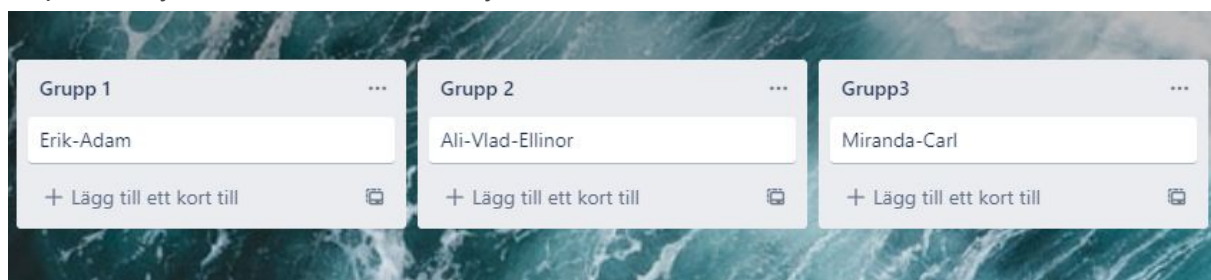 Grupp 1
Erik-Adam
+ Lägg till ett kort till
Grupp 2
Ali-Vlad-Ellinor
+ Lägg till ett kort till
Grupp3
Miranda-Carl
+ Lägg till ett kort till